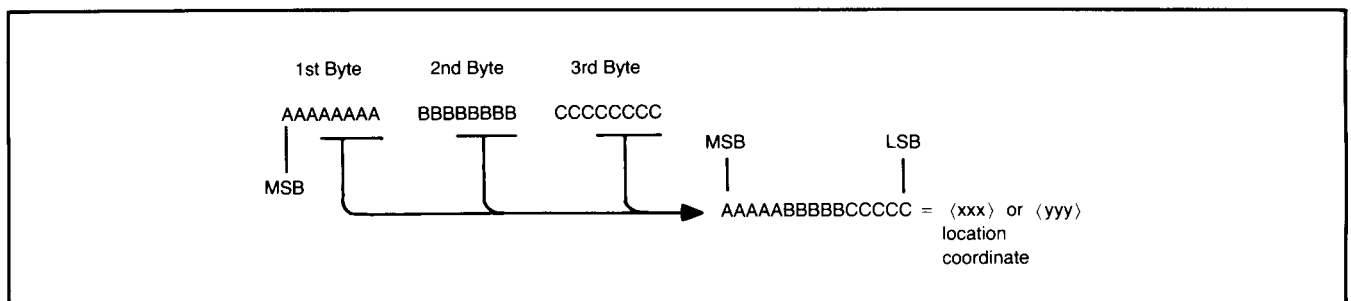 1st Byte 2nd Byte 3rd Byte
AAAAAAAA BBBBBBBB CCCCCCCC
MSB LSB
MSB
AAAAABBBBBCCCCC = ⟨xxx⟩ or ⟨yyy⟩
location
coordinate